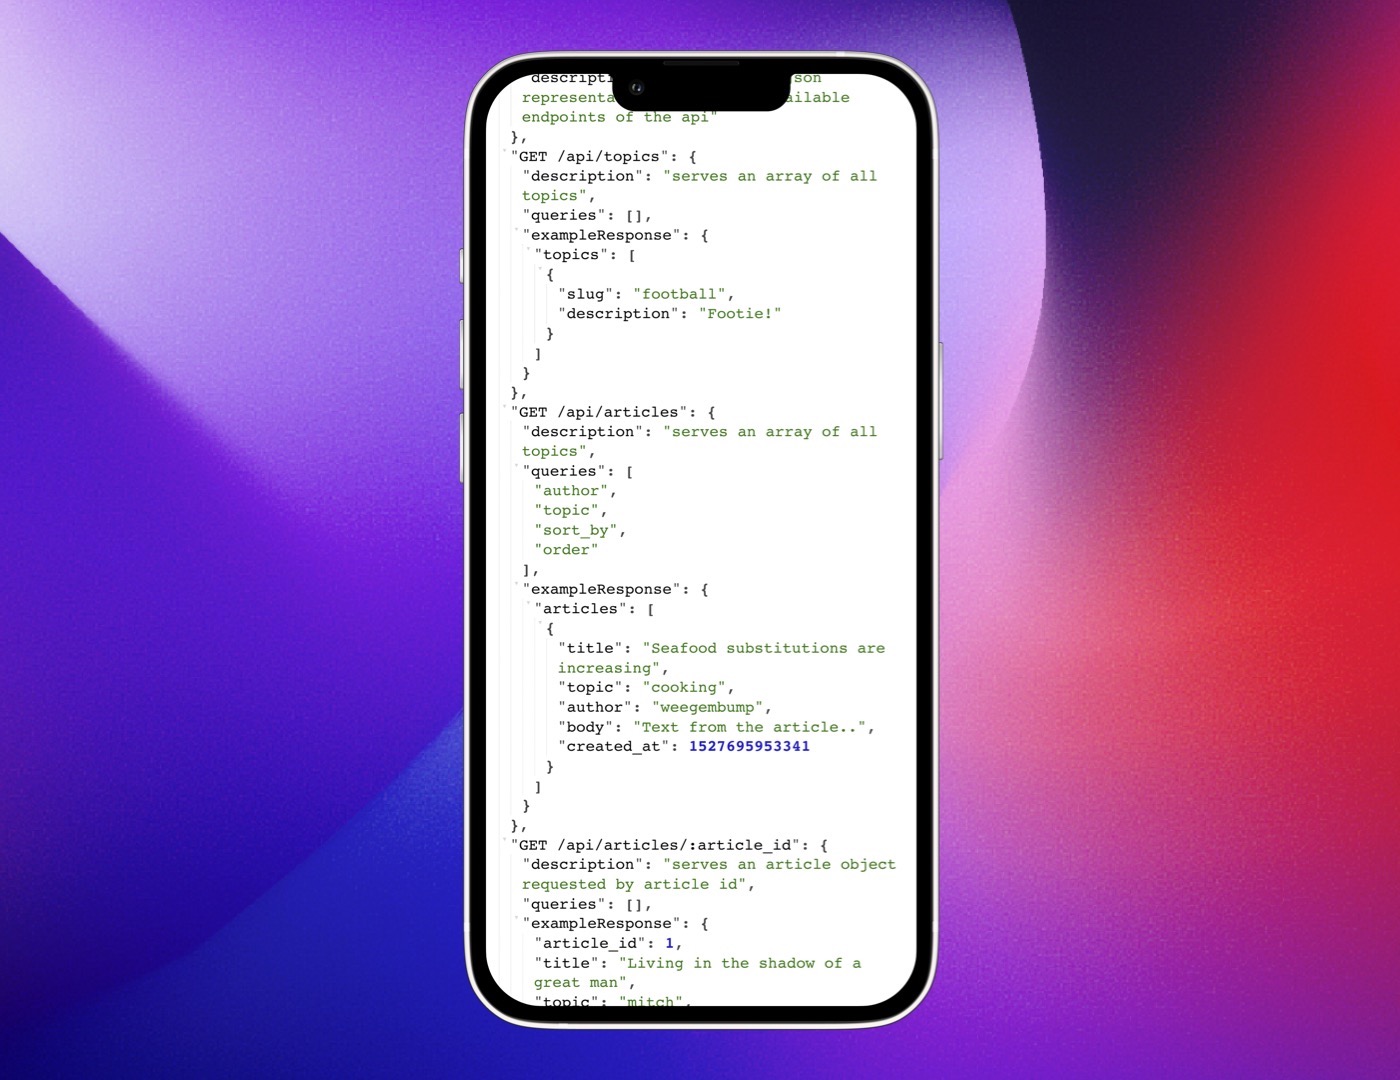 "descripti son
representa ailable
endpoints of the api"
},
"GET /api/topics": {
"description": "serves an array of all
topics",
"queries": [],
"exampleResponse": {
"topics": [
{
"slug": "football",
"description": "Footie!"
}
]
}
},
"GET /api/articles": {
"description": "serves an array of all
topics",
"queries": [
"author",
"topic",
"sort_by",
"order"
],
"exampleResponse": {
"articles": [
{
"title": "Seafood substitutions are
increasing",
"topic": "cooking",
"author": "weegembump",
"body": "Text from the article..",
"created_at": 1527695953341
}
]
}
},
"GET /api/articles/:article_id": {
"description": "serves an article object
requested by article id",
"queries": [],
"exampleResponse": {
"article_id": 1,
"title": "Living in the shadow of a
great man",
"topic": "mitch",